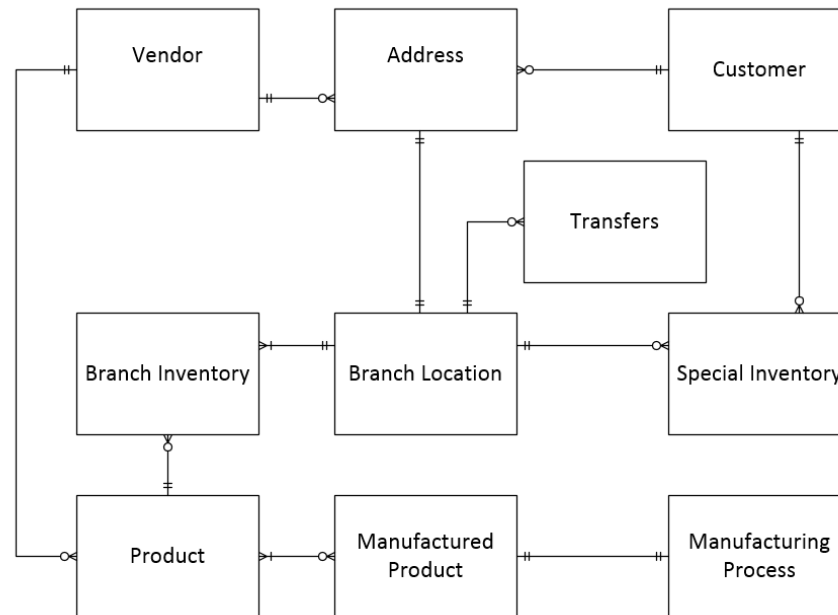 Vendor
Address
Customer
Transfers
Branch Inventory
Branch Location
Special Inventory
Product
Manufactured
Product
Manufacturing
Process